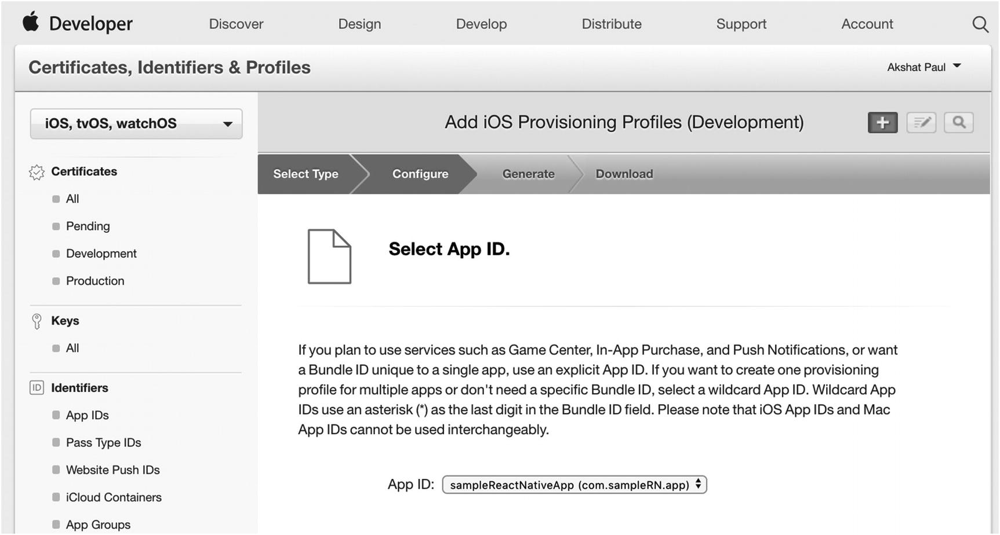 Developer
Discover
Design
Develop
Distribute
Support
Account
Certificates, Identifiers & Profiles
Akshat Paul
iOS, tvOS, watchOS
Add iOS Provisioning Profiles (Development)
Certificates
All
Pending
Development
Production
Keys
All
ID
Identifiers
App IDs
Pass Type IDs
Website Push IDs
iCloud Containers
App Groups
Select Type
Configure
Generate
Download
Select App ID.
If you plan to use services such as Game Center, In-App Purchase, and Push Notifications, or want
a Bundle ID unique to a single app, use an explicit App ID. If you want to create one provisioning
profile for multiple apps or don't need a specific Bundle ID, select a wildcard App ID. Wildcard App
IDs use an asterisk (*) as the last digit in the Bundle ID field. Please note that iOS App IDs and Mac
App IDs cannot be used interchangeably.
App ID: sampleReactNativeApp (com.sampleRN.app)